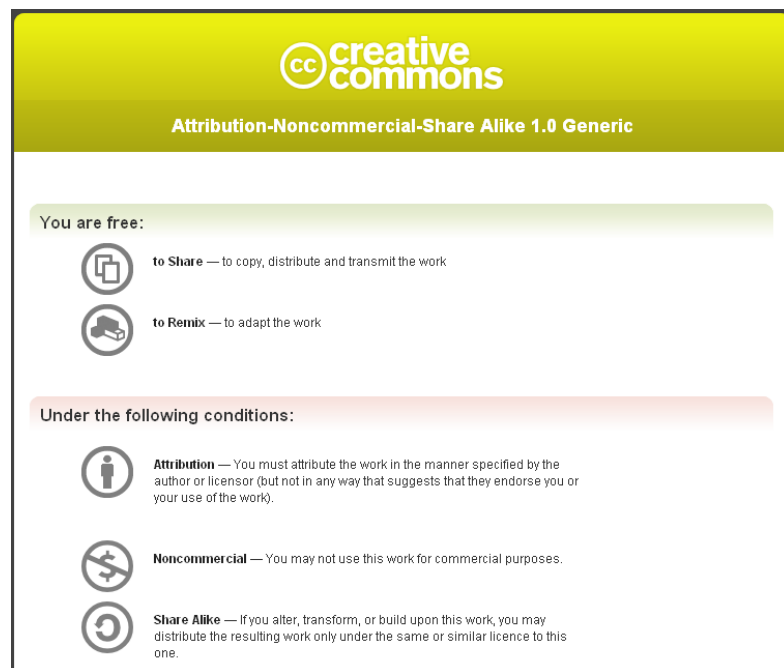 cc creative
commons
Attribution-Noncommercial-Share Alike 1.0 Generic
You are free:
to Share — to copy, distribute and transmit the work
to Remix — to adapt the work
Under the following conditions:
Attribution — You must attribute the work in the manner specified by the
author or licensor (but not in any way that suggests that they endorse you or
your use of the work).
Noncommercial — You may not use this work for commercial purposes.
Share Alike — If you alter, transform, or build upon this work, you may
distribute the resulting work only under the same or similar licence to this
one.